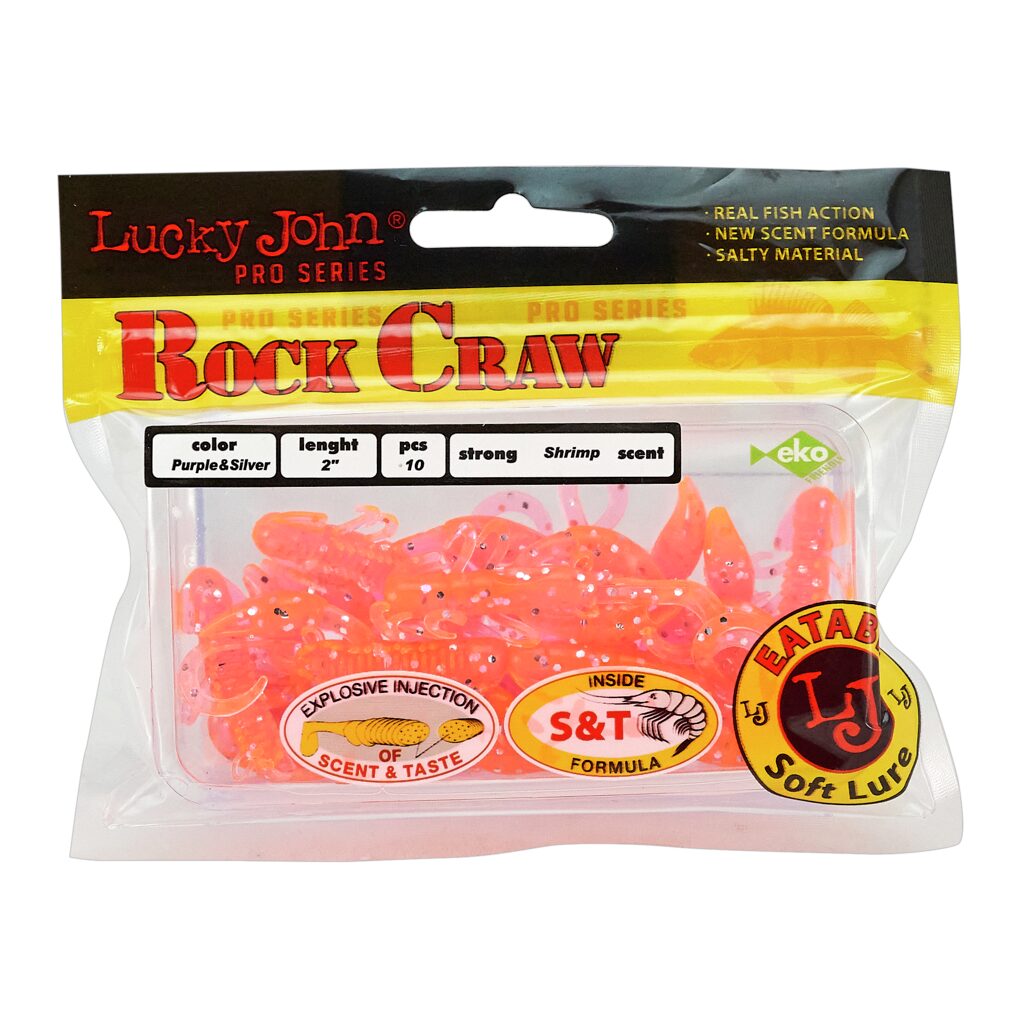 Lucky John®
PRO SERIES
· REAL FISH ACTION
· NEW SCENT FORMULA
· SALTY MATERIAL
PRO SERIES
PRO SERIES
ROCK CRAW
color
Purple&Silver
lenght
2"
pcs
10
strong Shrimp scent
eko
FRIENDLY
EXPLOSIVE INJECTION
OF
SCENT & TASTE
INSIDE
S&T
FORMULA
EATAB
LJ
LJ
LJ
Soft Lure